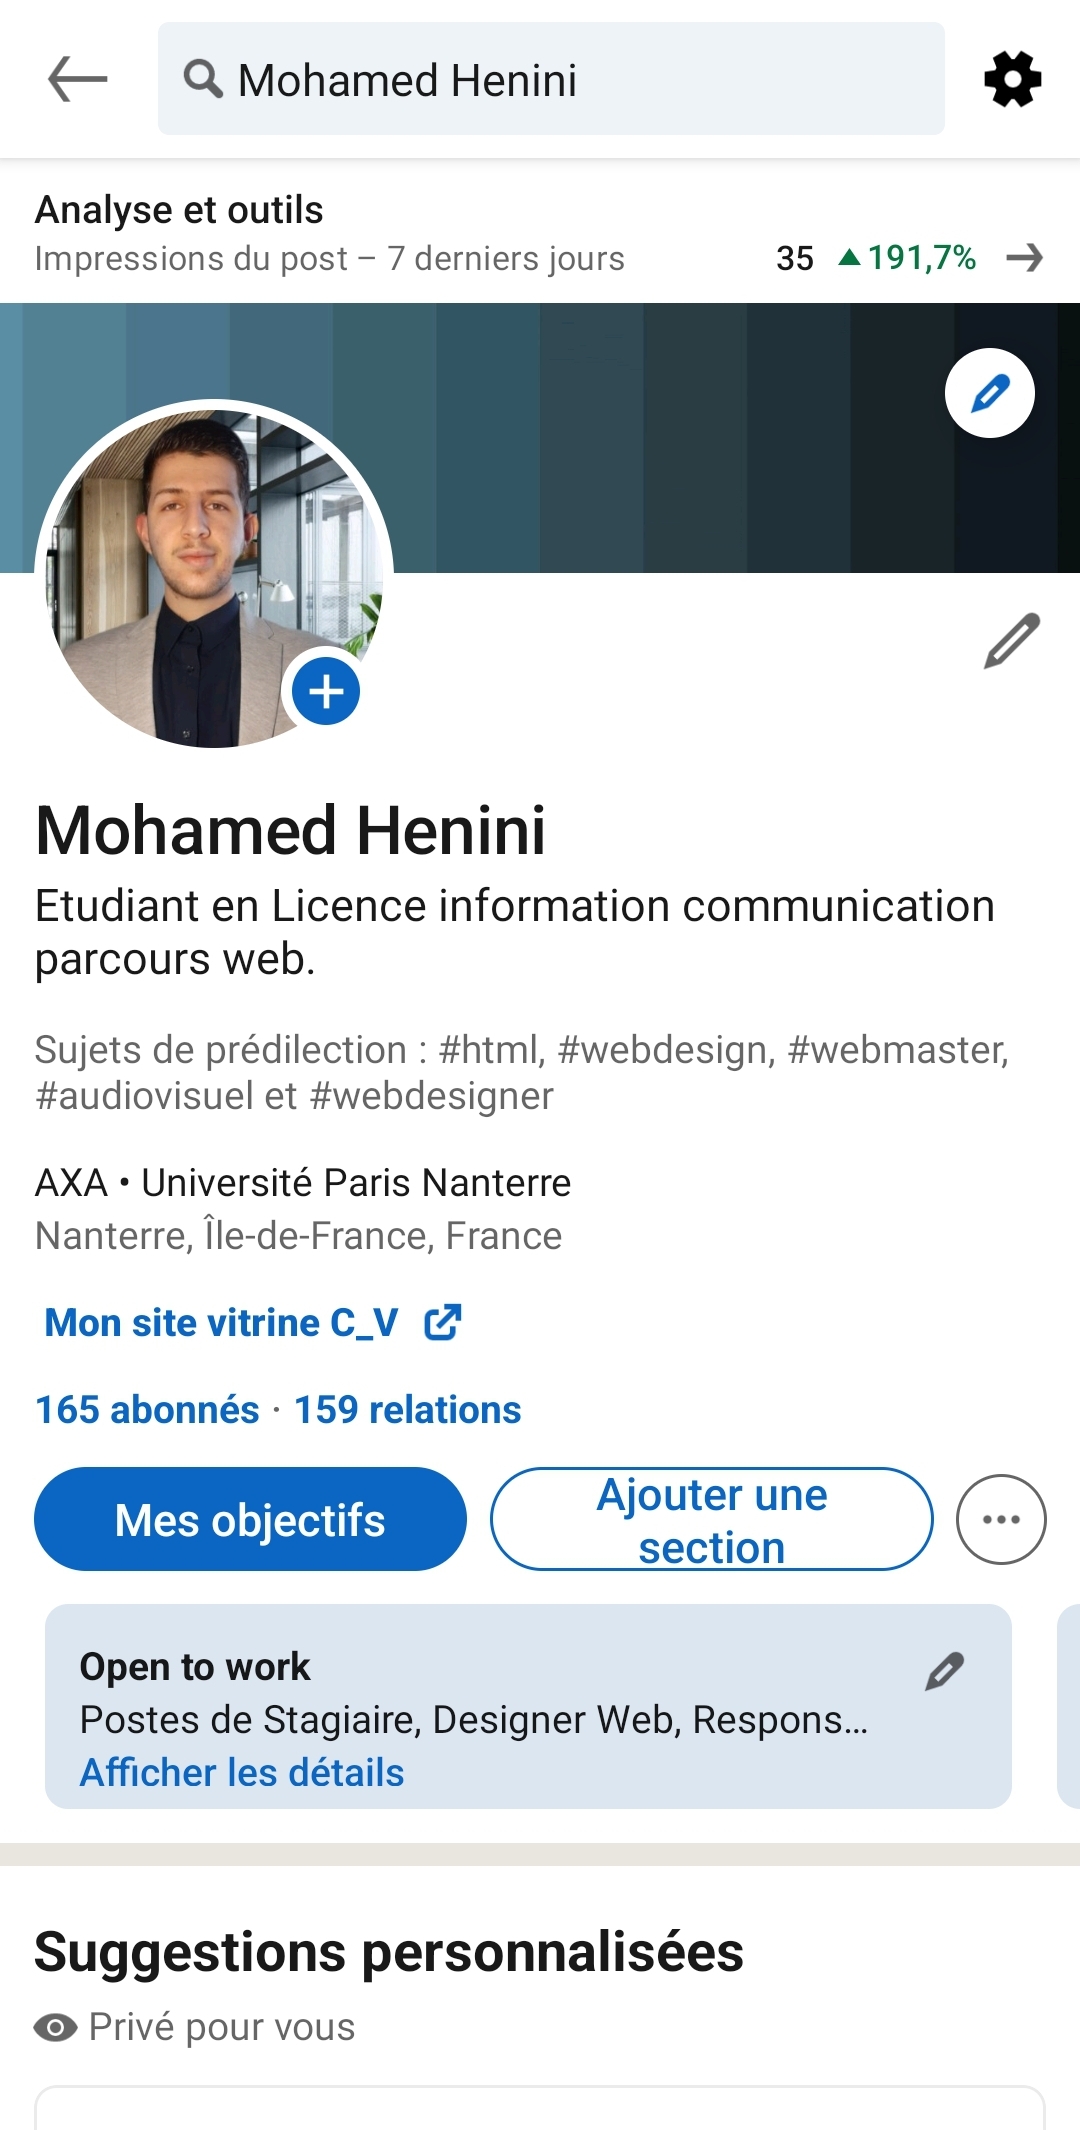 Mohamed Henini
Analyse et outils
Impressions du post – 7 derniers jours
35 ▲191,7%
Mohamed Henini
Etudiant en Licence information communication
parcours web.
Sujets de prédilection : #html, #webdesign, #webmaster,
#audiovisuel et #webdesigner
AXA • Université Paris Nanterre
Nanterre, Île-de-France, France
Mon site vitrine C_V
165 abonnés · 159 relations
Mes objectifs
Ajouter une
section
Open to work
Postes de Stagiaire, Designer Web, Respons...
Afficher les détails
Suggestions personnalisées
Privé pour vous